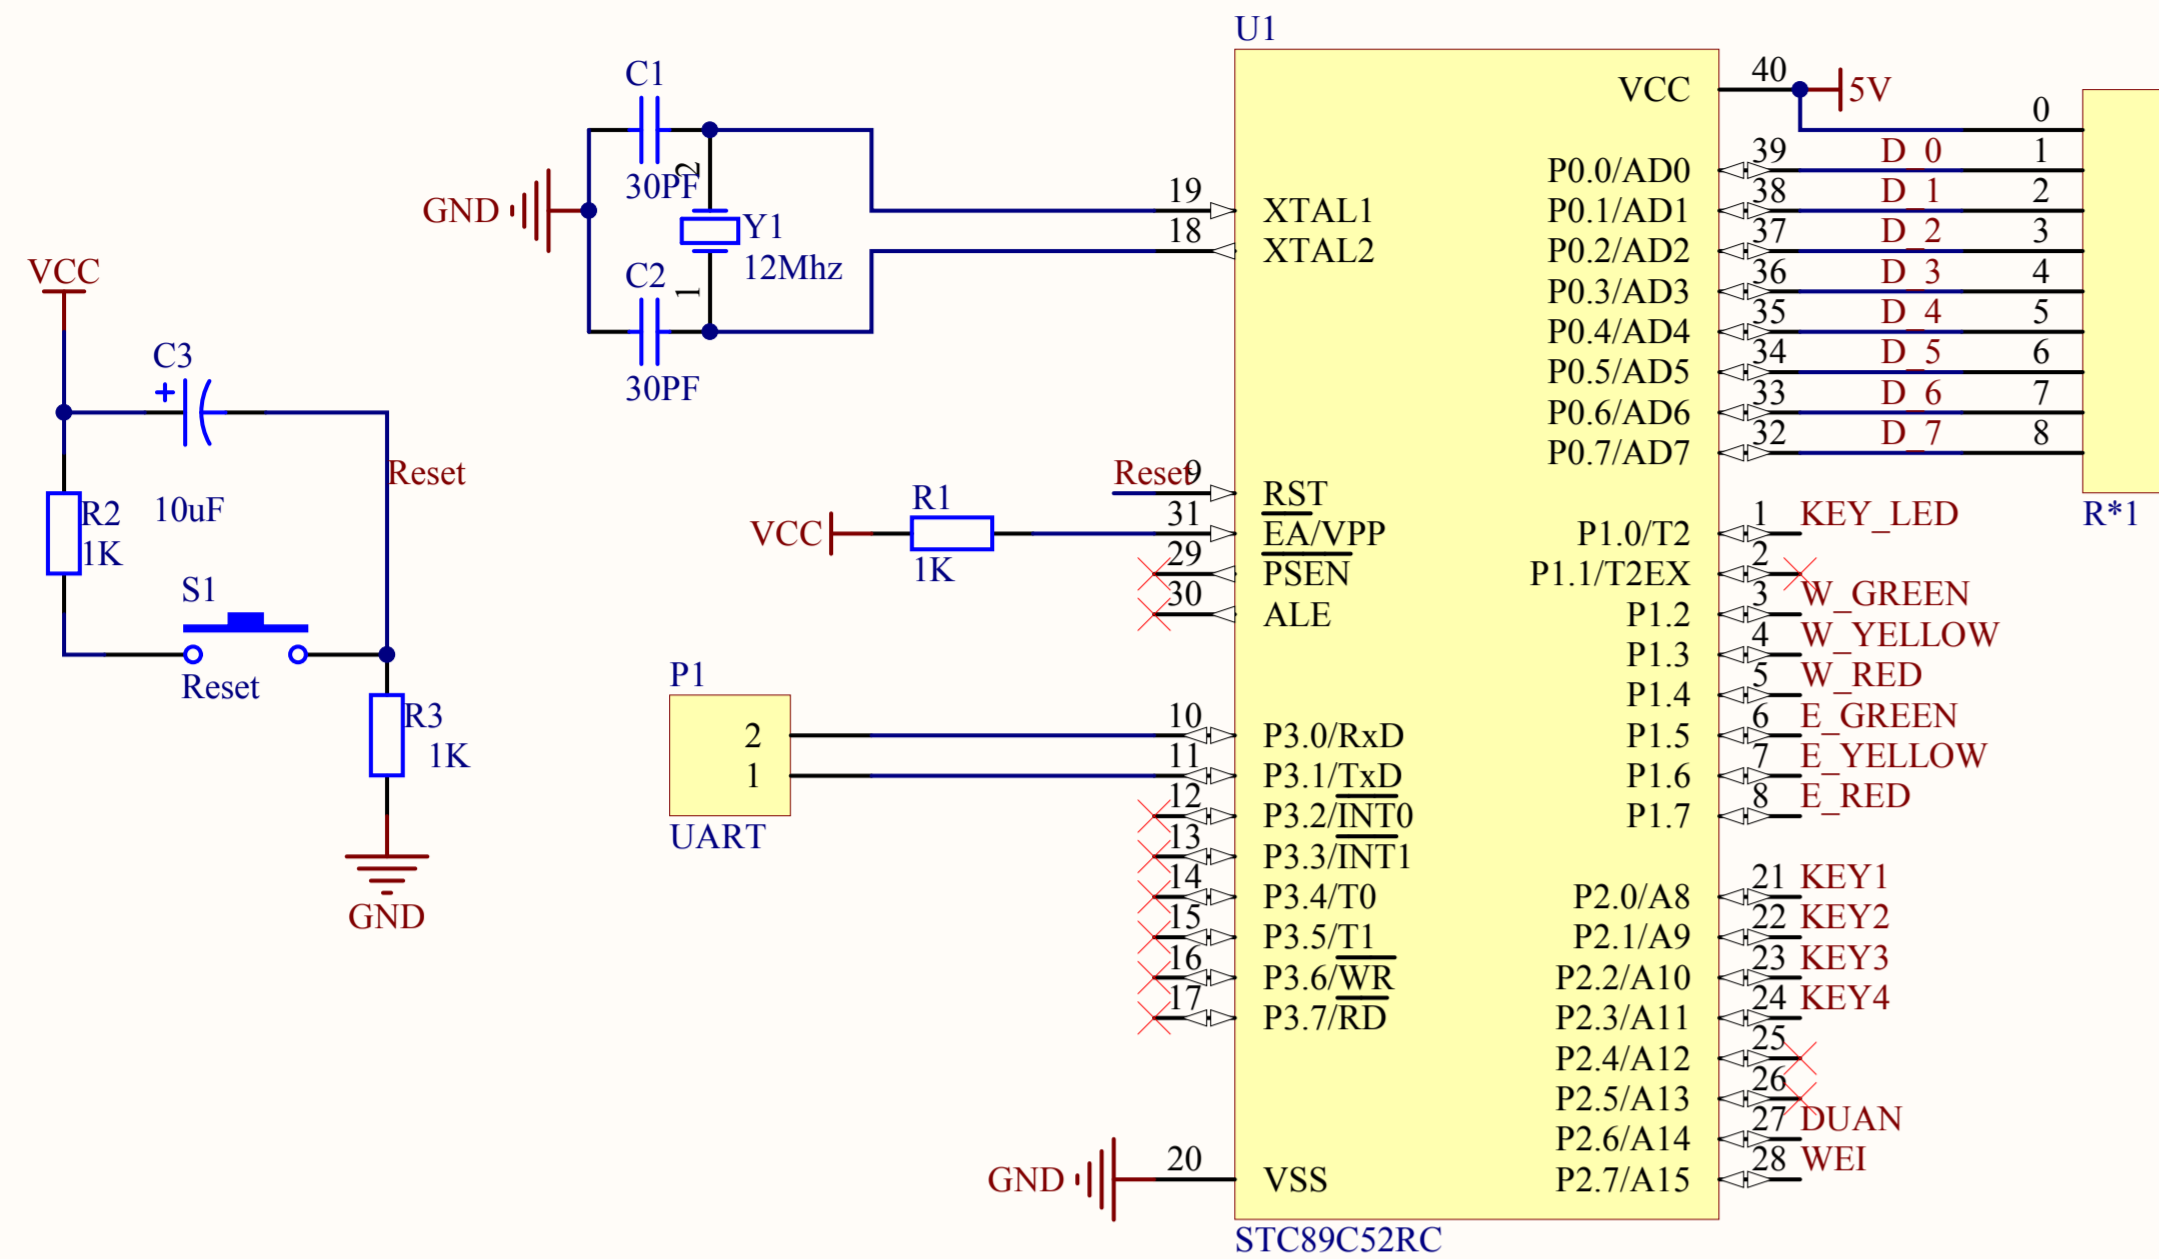 U1
C1
30PF
2
GND
Y1
12Mhz
C2
1
30PF
VCC
C3
+
10uF
Reset
R2
1K
S1
Reset
R3
1K
GND
19 XTAL1
18 XTAL2
Reset 9 RST
VCC R1 1K 31 EA/VPP
29 PSEN
30 ALE
P1
2 10 P3.0/RxD
1 11 P3.1/TxD
UART
12 P3.2/INT0
13 P3.3/INT1
14 P3.4/T0
15 P3.5/T1
16 P3.6/WR
17 P3.7/RD
GND 20 VSS
VCC 40 5V
0
P0.0/AD0 39 D_0 1
P0.1/AD1 38 D_1 2
P0.2/AD2 37 D_2 3
P0.3/AD3 36 D_3 4
P0.4/AD4 35 D_4 5
P0.5/AD5 34 D_5 6
P0.6/AD6 33 D_6 7
P0.7/AD7 32 D_7 8
R*1
P1.0/T2 1 KEY_LED
P1.1/T2EX 2
P1.2 3 W_GREEN
P1.3 4 W_YELLOW
P1.4 5 W_RED
P1.5 6 E_GREEN
P1.6 7 E_YELLOW
P1.7 8 E_RED
P2.0/A8 21 KEY1
P2.1/A9 22 KEY2
P2.2/A10 23 KEY3
P2.3/A11 24 KEY4
P2.4/A12 25
P2.5/A13 26
P2.6/A14 27 DUAN
P2.7/A15 28 WEI
STC89C52RC